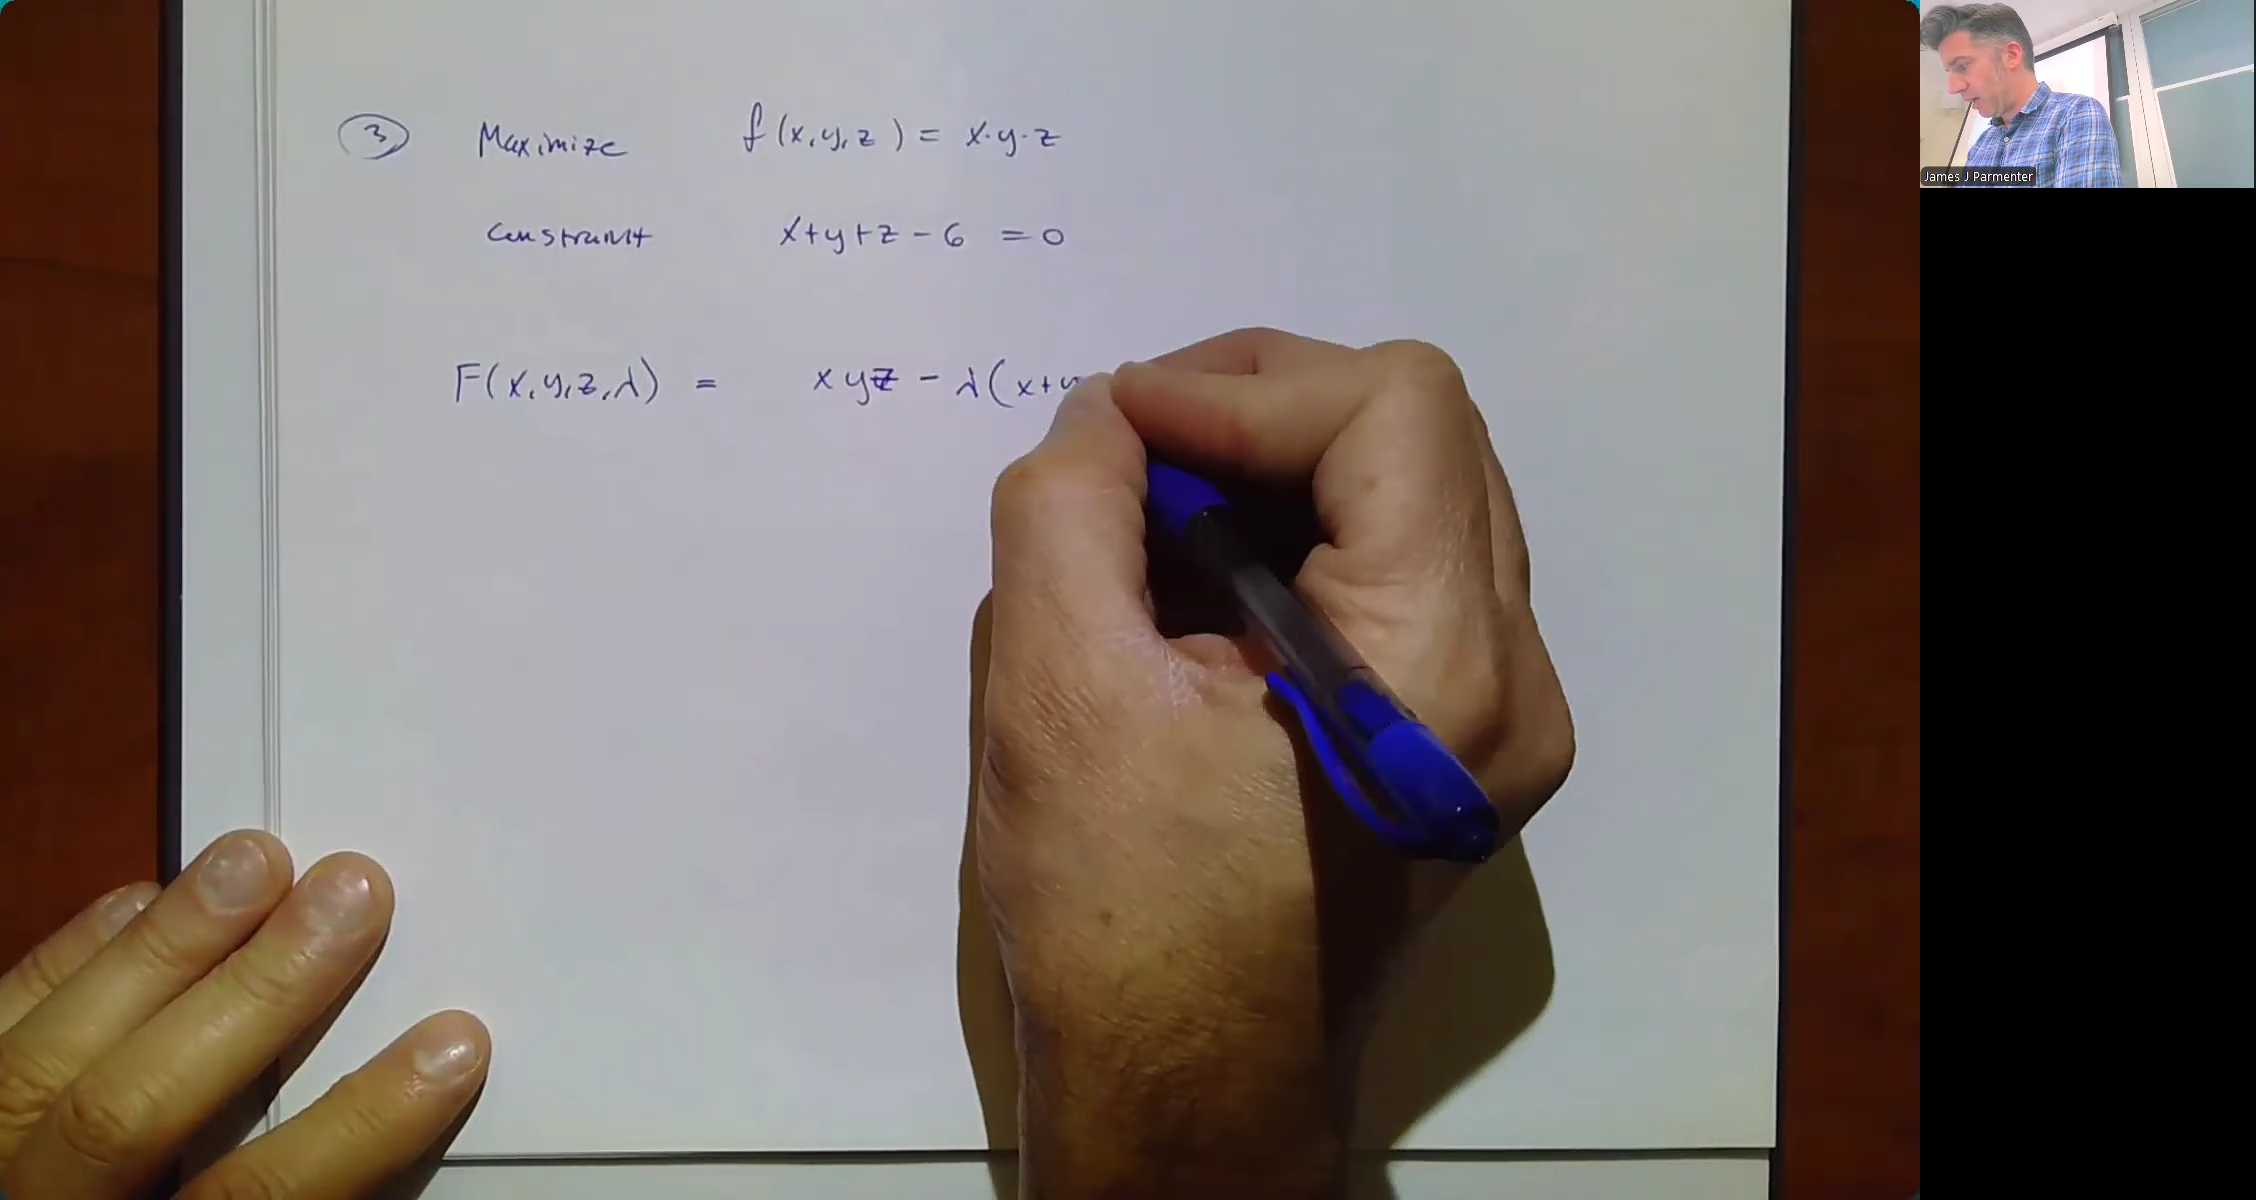 ③ Maximize f(x,y,z) = x·y·z
constraint x+y+z-6 =0
F(x,y,z,λ) = xyz - λ(x+y
James J Parmenter